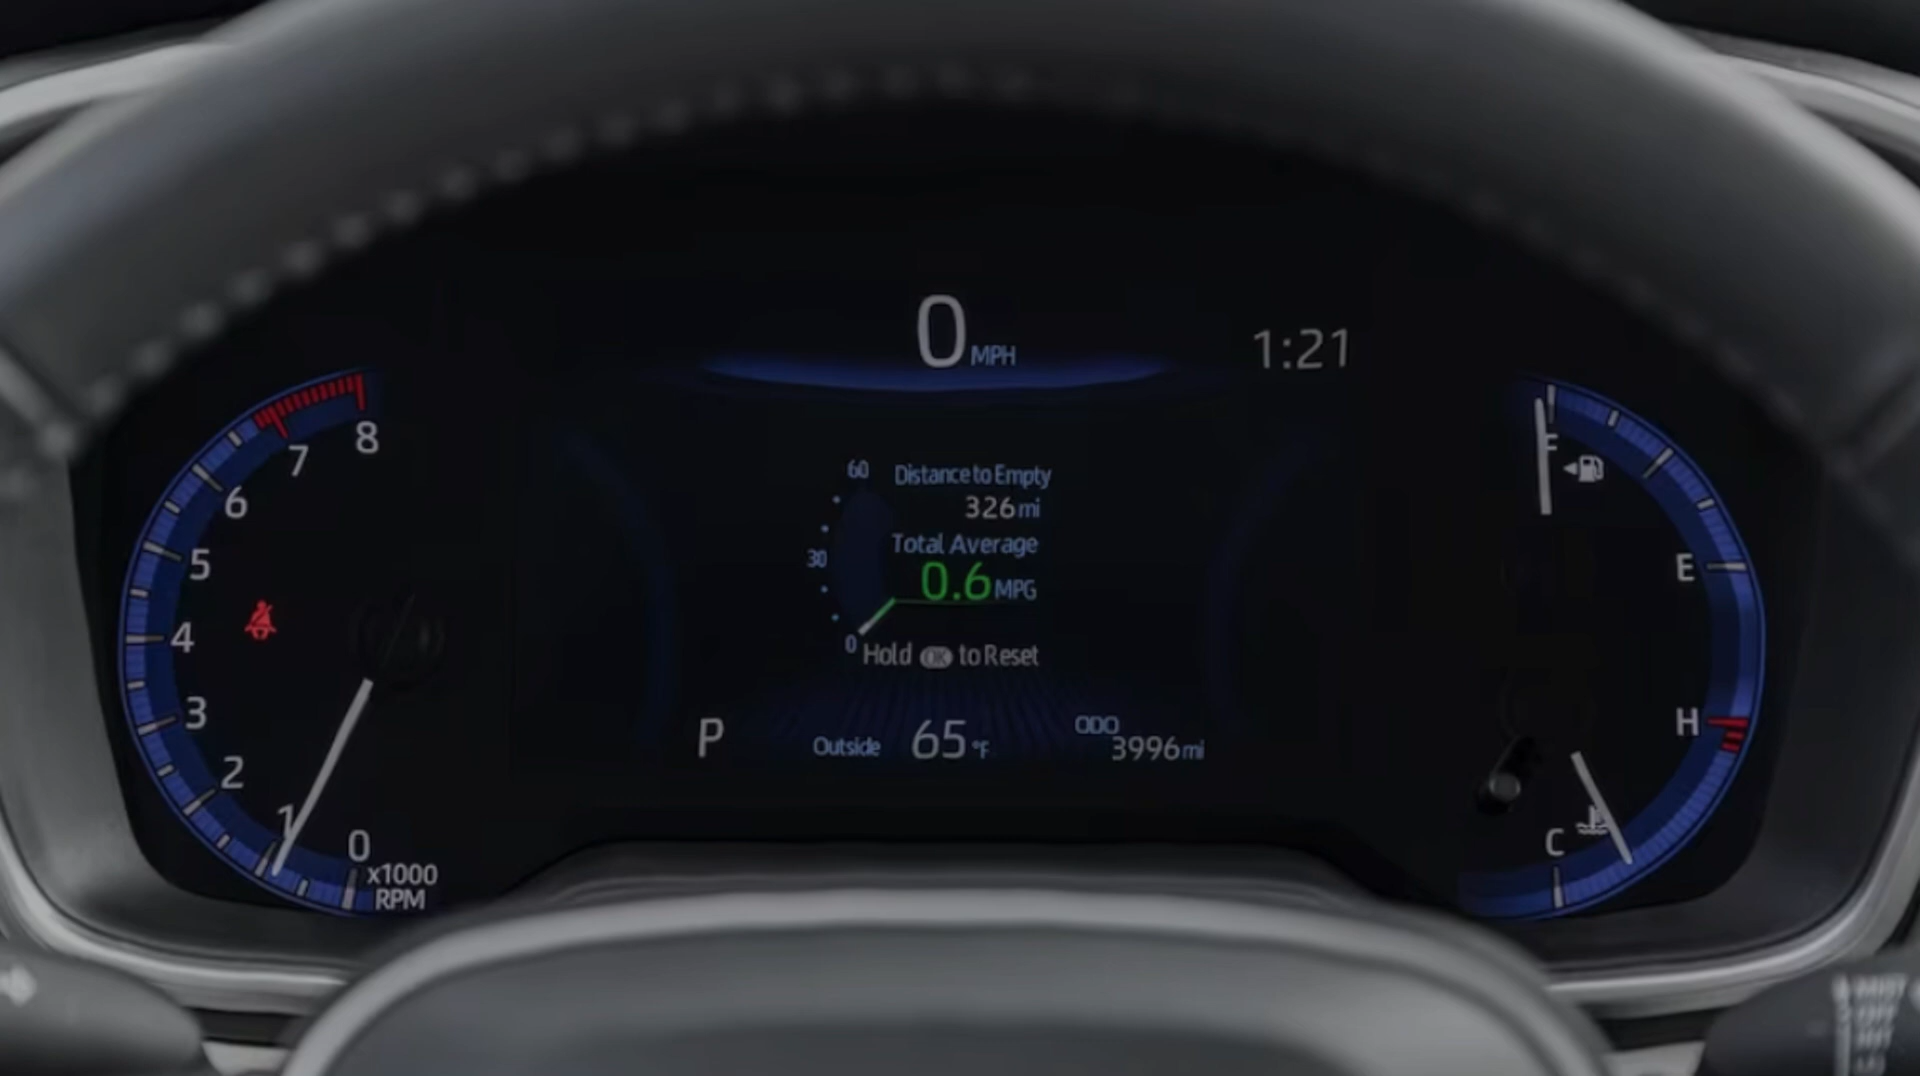 0 MPH
1:21
8
7
6
5
4
3
2
1
0
x1000
RPM
60
30
0
Distance to Empty
326 mi
Total Average
0.6 MPG
Hold OK to Reset
P
Outside 65 °F
ODO
3996 mi
F
E
H
C
MIST